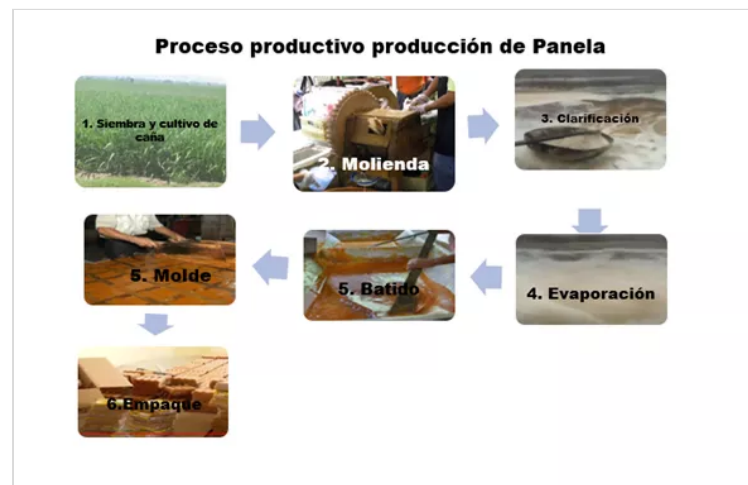 Proceso productivo producción de Panela
1. Siembra y cultivo de
caña
2. Molienda
3. Clarificación
4. Evaporación
5. Batido
5. Molde
6.Empaque